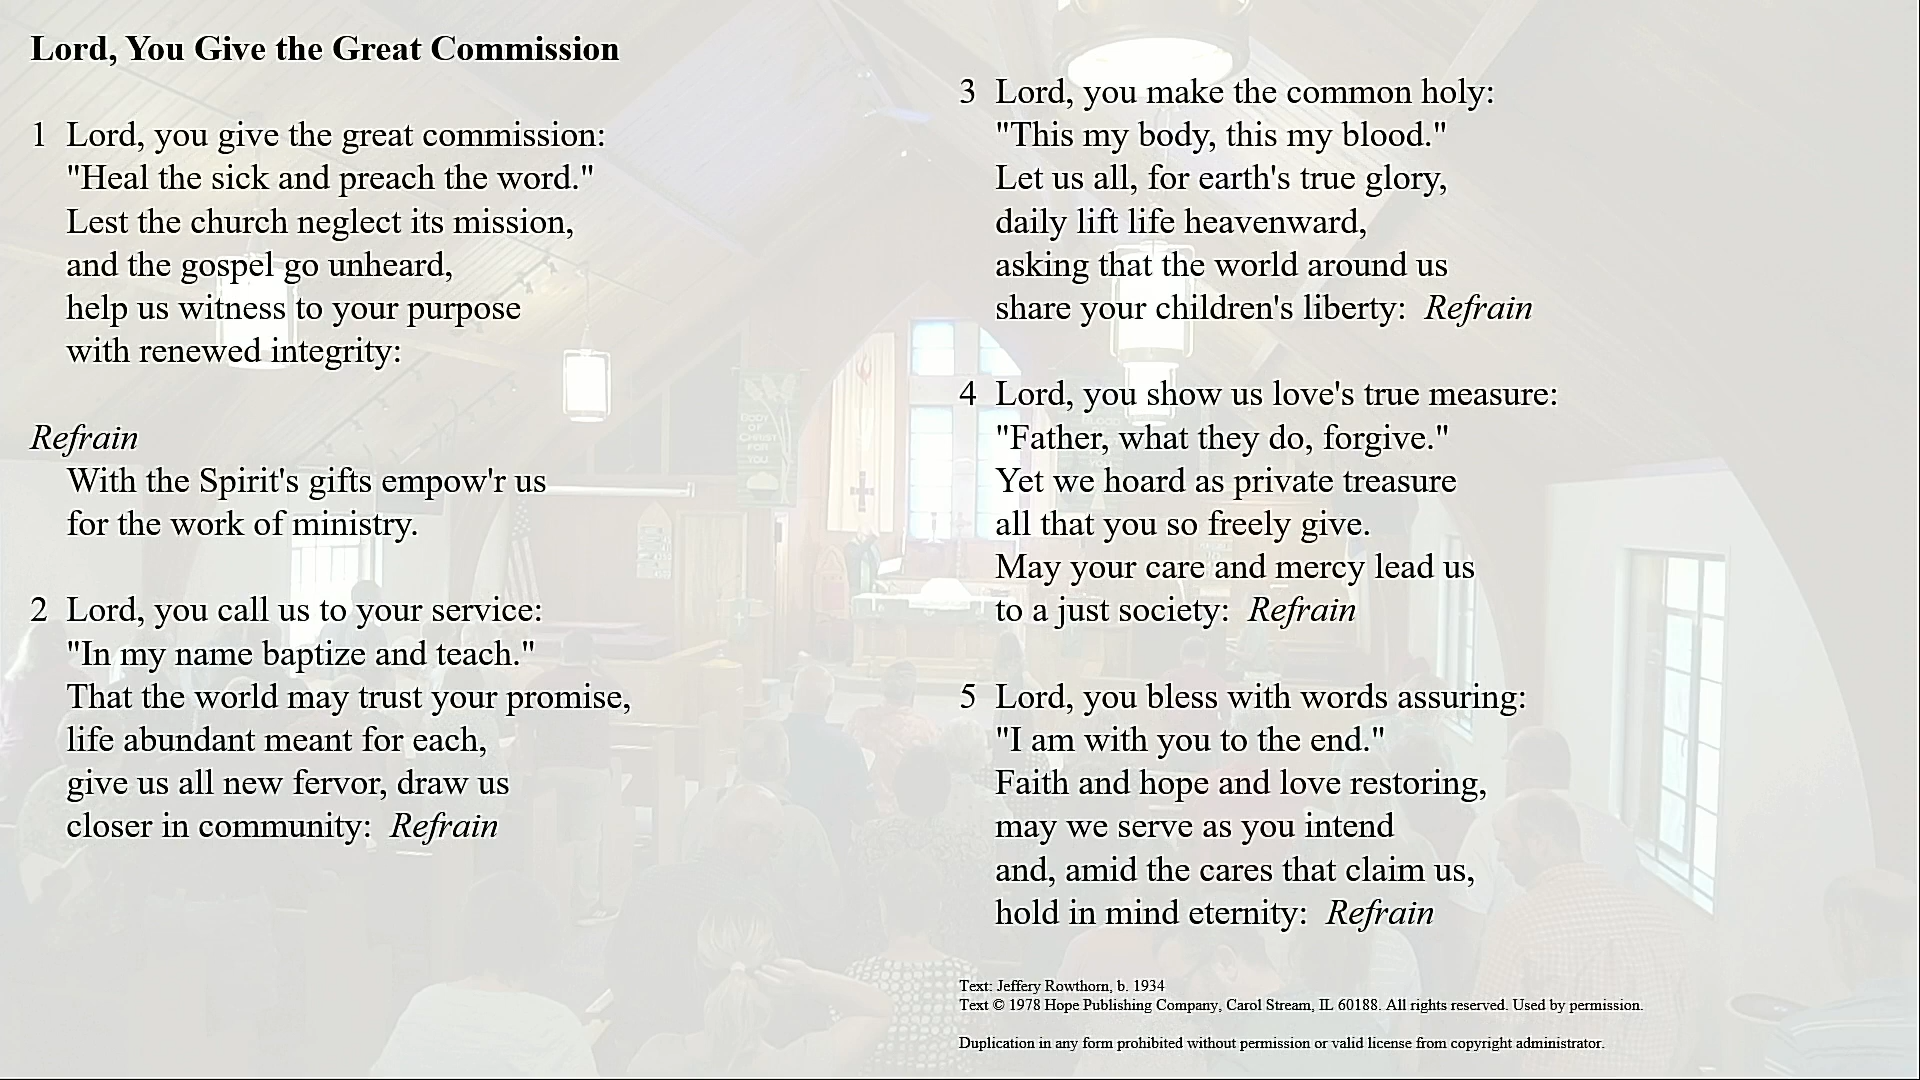 Lord, You Give the Great Commission
1 Lord, you give the great commission:
"Heal the sick and preach the word."
Lest the church neglect its mission,
and the gospel go unheard,
help us witness to your purpose
with renewed integrity:
Refrain
With the Spirit's gifts empow'r us
for the work of ministry.
2 Lord, you call us to your service:
"In my name baptize and teach."
That the world may trust your promise,
life abundant meant for each,
give us all new fervor, draw us
closer in community: Refrain
3 Lord, you make the common holy:
"This my body, this my blood."
Let us all, for earth's true glory,
daily lift life heavenward,
asking that the world around us
share your children's liberty: Refrain
4 Lord, you show us love's true measure:
"Father, what they do, forgive."
Yet we hoard as private treasure
all that you so freely give.
May your care and mercy lead us
to a just society: Refrain
5 Lord, you bless with words assuring:
"I am with you to the end."
Faith and hope and love restoring,
may we serve as you intend
and, amid the cares that claim us,
hold in mind eternity: Refrain
Text: Jeffery Rowthorn, b. 1934
Text © 1978 Hope Publishing Company, Carol Stream, IL 60188. All rights reserved. Used by permission.
Duplication in any form prohibited without permission or valid license from copyright administrator.
BODY
OF
CHRIST
FOR
YOU